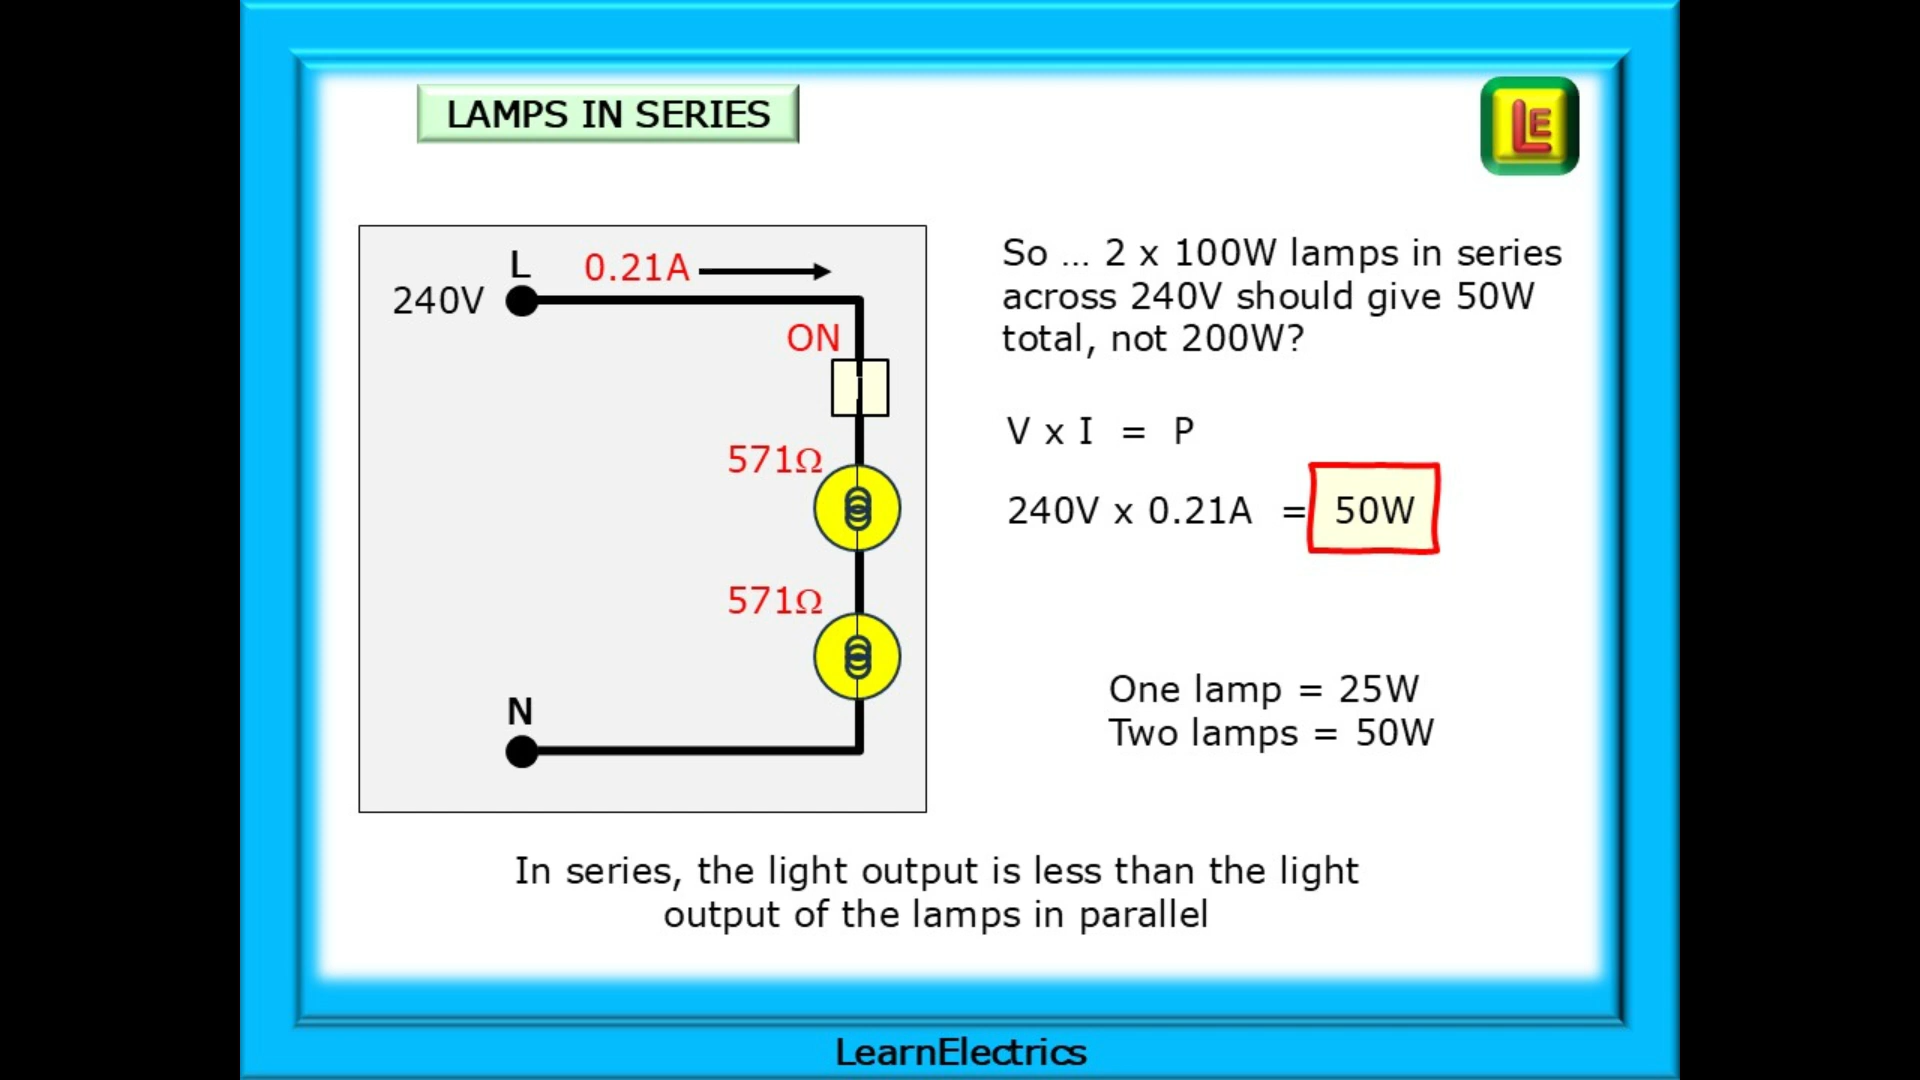 LAMPS IN SERIES
LE
L
0.21A
240V
ON
571Ω
571Ω
N
So ... 2 x 100W lamps in series
across 240V should give 50W
total, not 200W?
V x I = P
240V x 0.21A = 50W
One lamp = 25W
Two lamps = 50W
In series, the light output is less than the light
output of the lamps in parallel
LearnElectrics